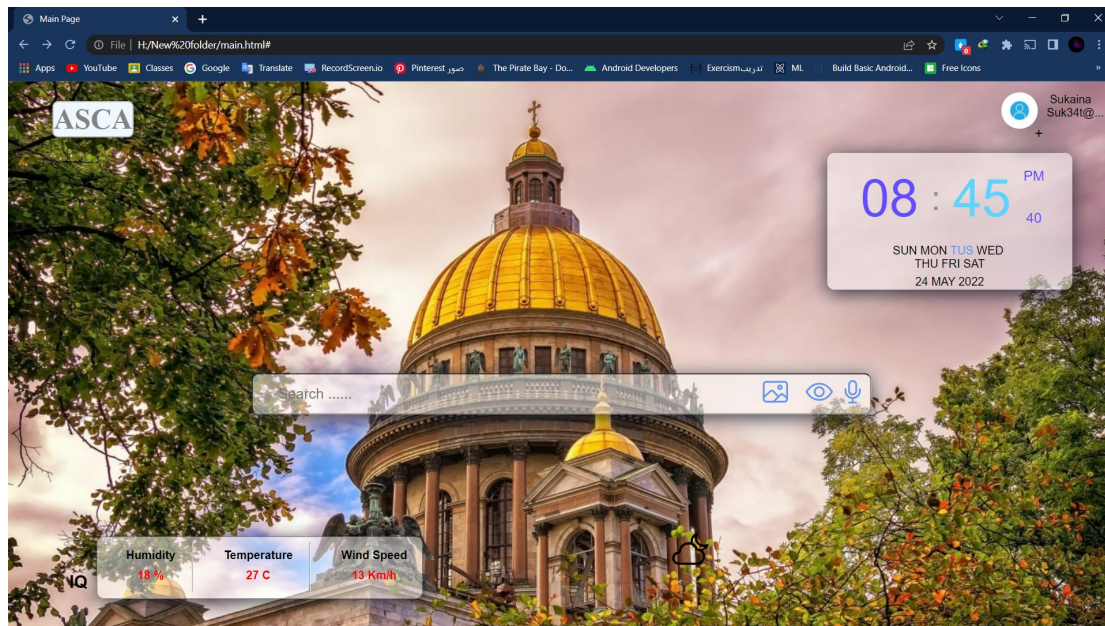 Main Page
File | H:/New%20folder/main.html#
Apps YouTube Classes Google Translate RecordScreen.io Pinterest صور The Pirate Bay - Do... Android Developers Exercismتدريب ML Build Basic Android... Free Icons »
ASCA
Sukaina
Suk34t@...
+
08 : 45 PM
40
SUN MON TUS WED
THU FRI SAT
24 MAY 2022
Search ......
Humidity Temperature Wind Speed
IQ 18 % 27 C 13 Km/h